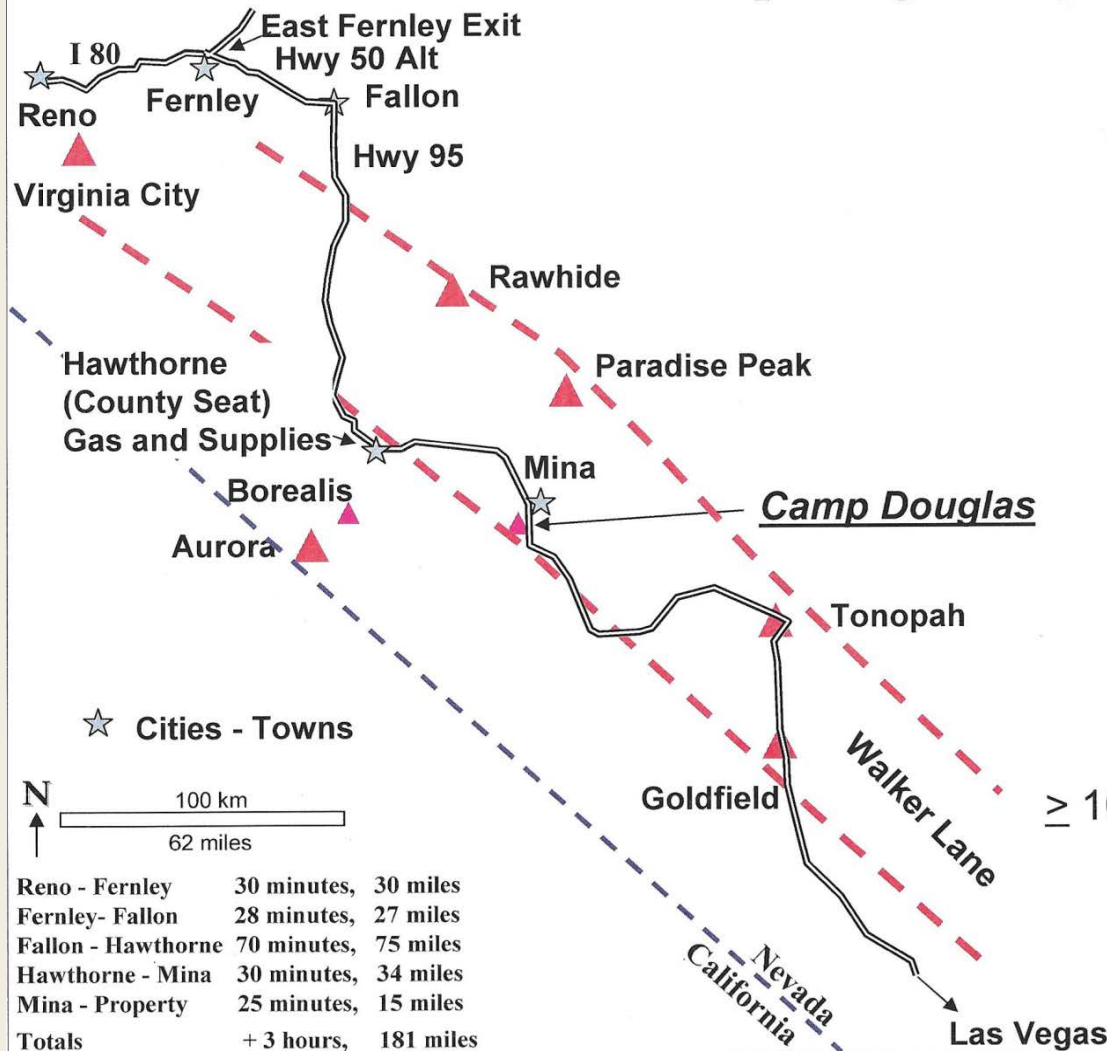 East Fernley Exit
I 80
Hwy 50 Alt
Reno
Fernley
Fallon
Hwy 95
Virginia City
Rawhide
Hawthorne
(County Seat)
Gas and Supplies
Paradise Peak
Mina
Borealis
Camp Douglas
Aurora
Tonopah
Cities - Towns
Walker Lane
N
100 km
62 miles
Goldfield
Reno - Fernley 30 minutes, 30 miles
Fernley- Fallon 28 minutes, 27 miles
Fallon - Hawthorne 70 minutes, 75 miles
Hawthorne - Mina 30 minutes, 34 miles
Mina - Property 25 minutes, 15 miles
Totals + 3 hours, 181 miles
Nevada
California
Las Vegas